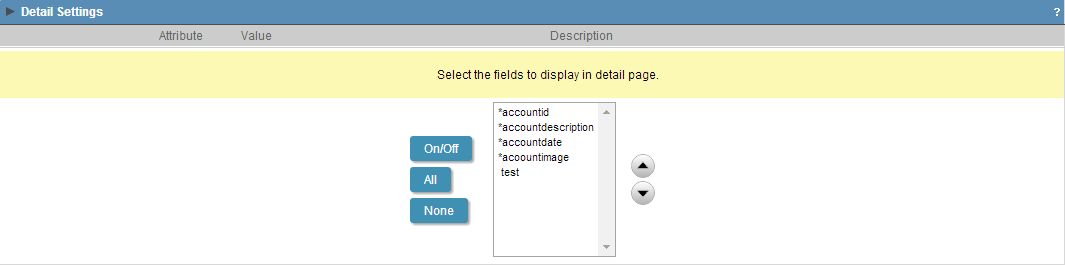 Detail Settings ?
Attribute Value Description
Select the fields to display in detail page.
*accountid
*accountdescription
*accountdate
*acoountimage
test
On/Off
All
None